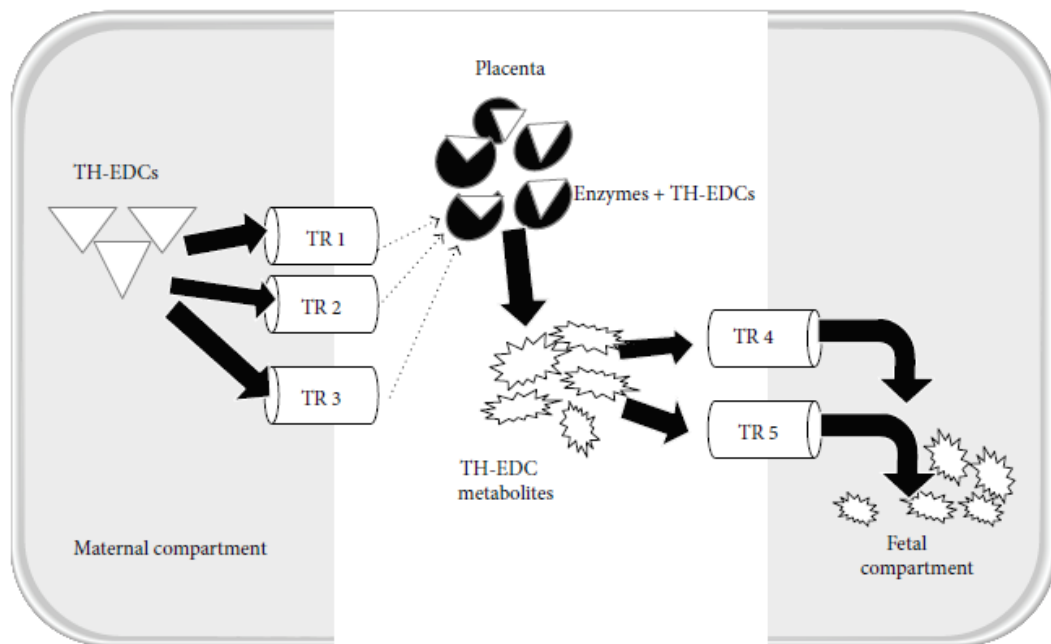 Placenta
TH-EDCs
Enzymes + TH-EDCs
TR 1
TR 2
TR 3
TR 4
TR 5
TH-EDC
metabolites
Maternal compartment
Fetal
compartment